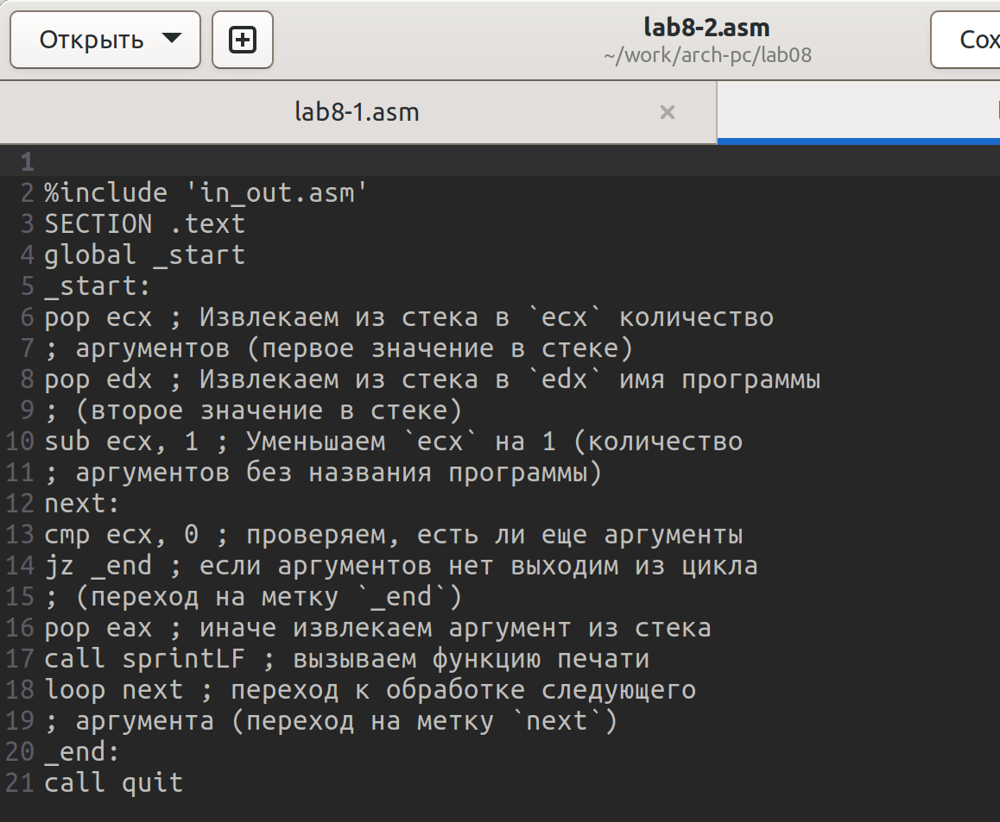 Открыть
lab8-2.asm
~/work/arch-pc/lab08
lab8-1.asm
1
2 %include 'in_out.asm'
3 SECTION .text
4 global _start
5 _start:
6 pop ecx ; Извлекаем из стека в `ecx` количество
7 ; аргументов (первое значение в стеке)
8 pop edx ; Извлекаем из стека в `edx` имя программы
9 ; (второе значение в стеке)
10 sub ecx, 1 ; Уменьшаем `ecx` на 1 (количество
11 ; аргументов без названия программы)
12 next:
13 cmp ecx, 0 ; проверяем, есть ли еще аргументы
14 jz _end ; если аргументов нет выходим из цикла
15 ; (переход на метку `_end`)
16 pop eax ; иначе извлекаем аргумент из стека
17 call sprintLF ; вызываем функцию печати
18 loop next ; переход к обработке следующего
19 ; аргумента (переход на метку `next`)
20 _end:
21 call quit